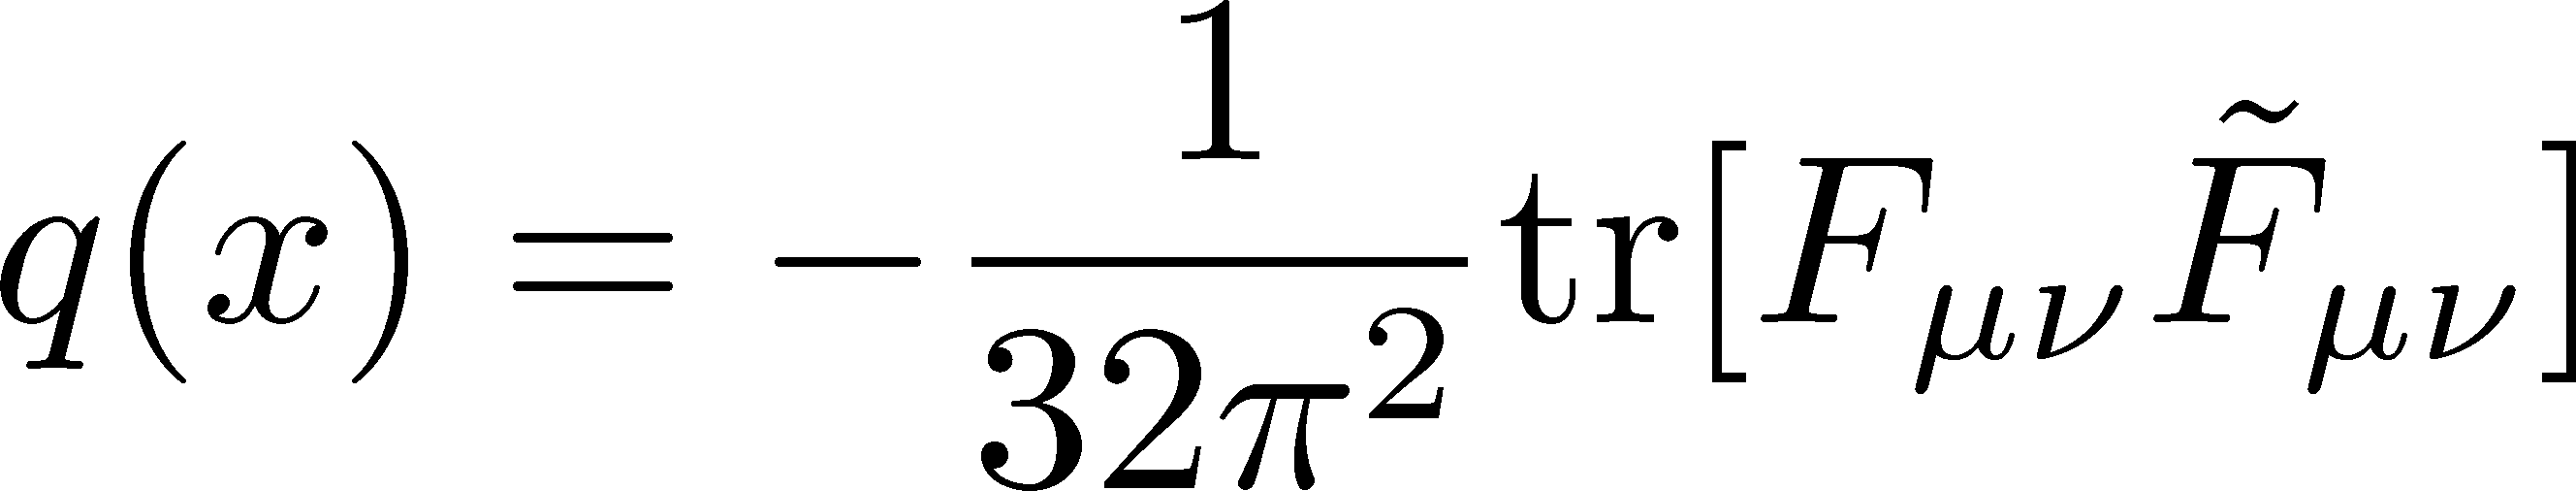 q(x) = -\frac{1}{32\pi^2} \mathrm{tr}[F_{\mu\nu} \tilde{F}_{\mu\nu}]